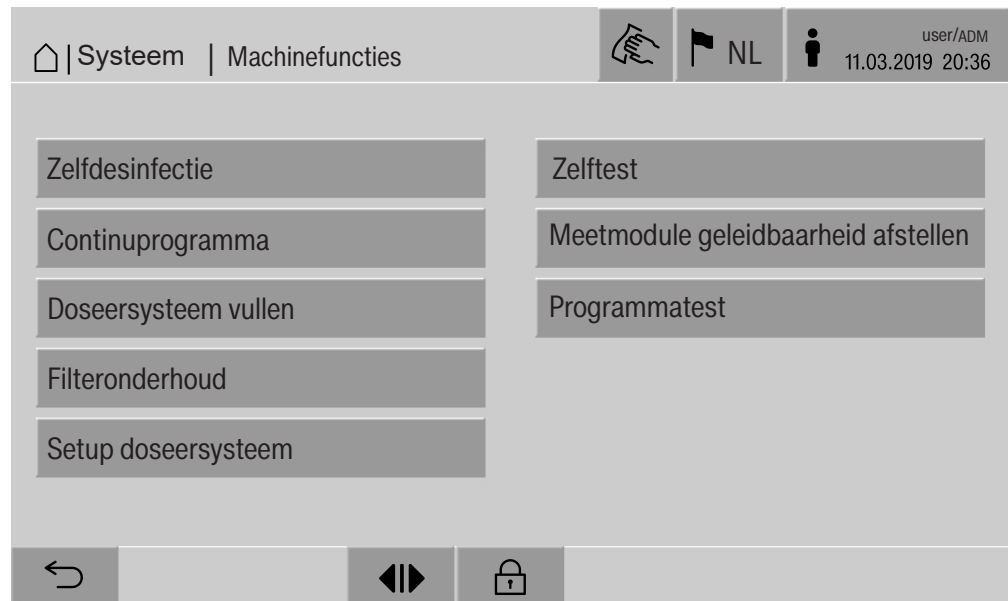 | Systeem | Machinefuncties
NL
user/ADM
11.03.2019 20:36
Zelfdesinfectie
Continuprogramma
Doseersysteem vullen
Filteronderhoud
Setup doseersysteem
Zelftest
Meetmodule geleidbaarheid afstellen
Programmatest